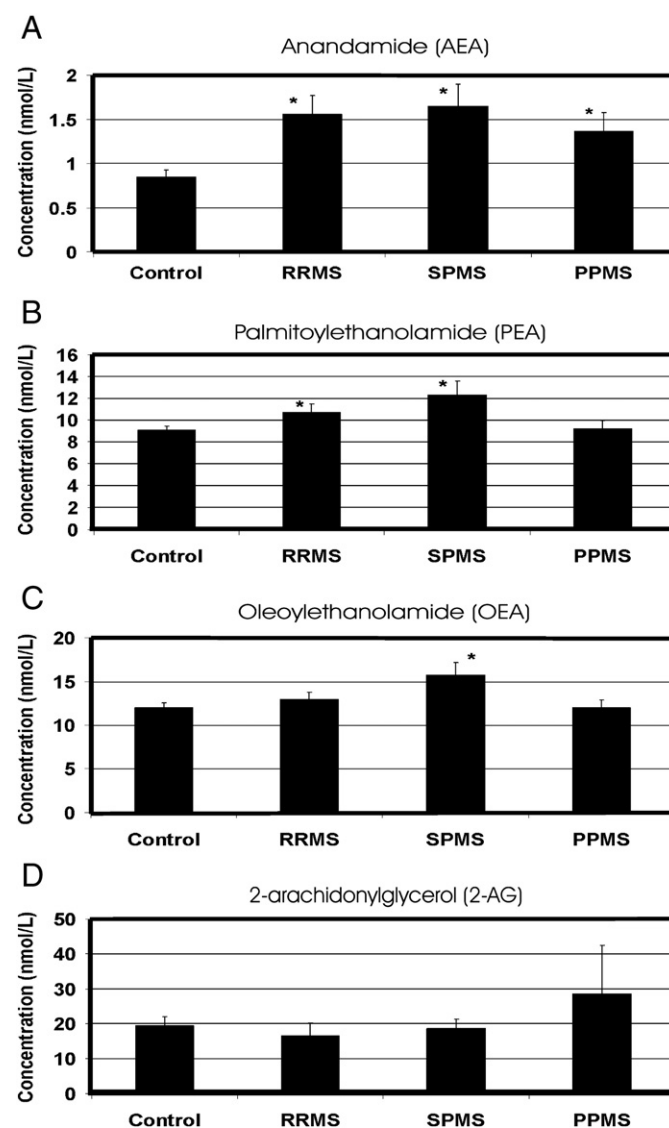 A
Anandamide (AEA)
Concentration (nmol/L)
2
1.5
1
0.5
0
* * *
Control RRMS SPMS PPMS
B
Palmitoylethanolamide (PEA)
Concentration (nmol/L)
16
14
12
10
8
6
4
2
0
* *
Control RRMS SPMS PPMS
C
Oleoylethanolamide (OEA)
Concentration (nmol/L)
20
15
10
5
0
*
Control RRMS SPMS PPMS
D
2-arachidonylglycerol (2-AG)
Concentration (nmol/L)
50
40
30
20
10
0
Control RRMS SPMS PPMS